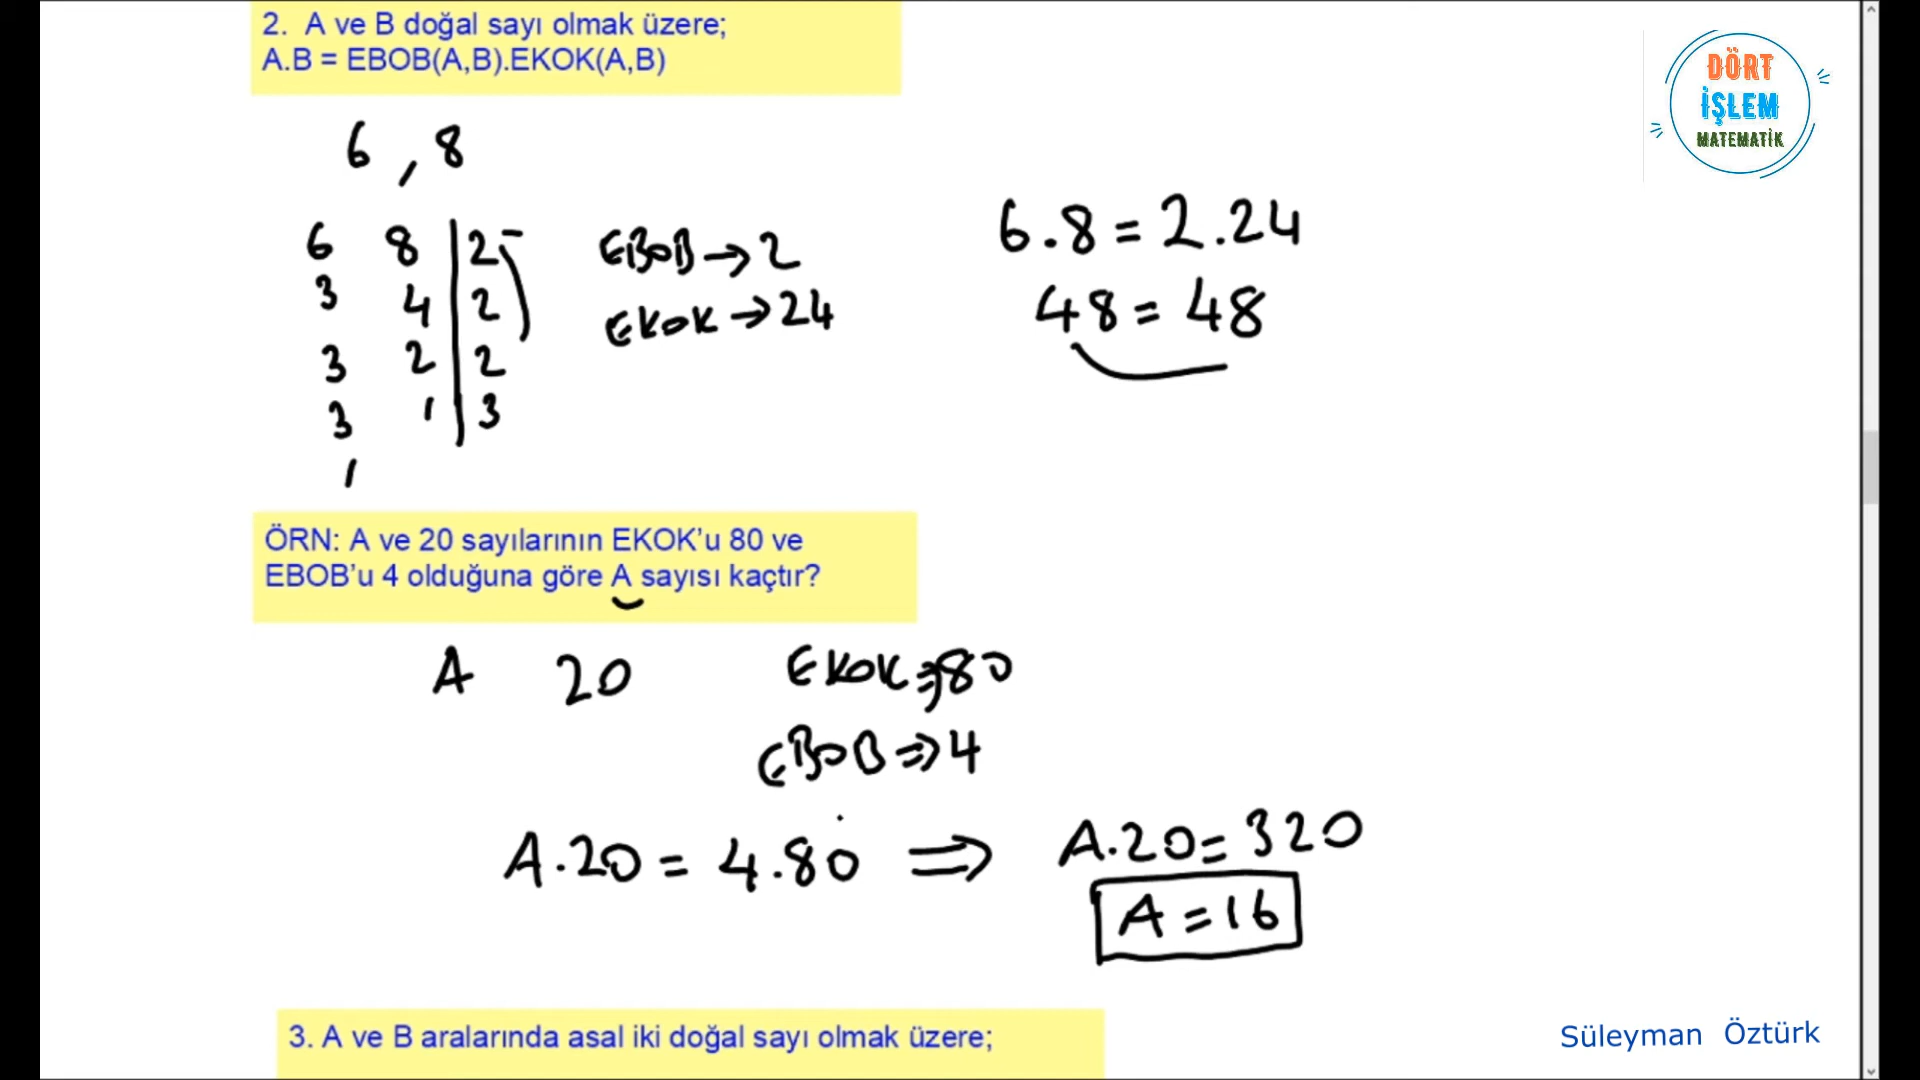 2. A ve B doğal sayı olmak üzere;
A.B = EBOB(A,B).EKOK(A,B)
DÖRT
İŞLEM
MATEMATİK
6 , 8
6 8 2
3 4 2
3 2 2
3 1 3
1
EBOB → 2
EKOK → 24
6.8 = 2.24
48 = 48
ÖRN: A ve 20 sayılarının EKOK'u 80 ve
EBOB'u 4 olduğuna göre A sayısı kaçtır?
A 20
EKOK ⇒ 80
EBOB ⇒ 4
A.20 = 4.80 ⇒ A.20 = 320
A = 16
3. A ve B aralarında asal iki doğal sayı olmak üzere;
Süleyman Öztürk